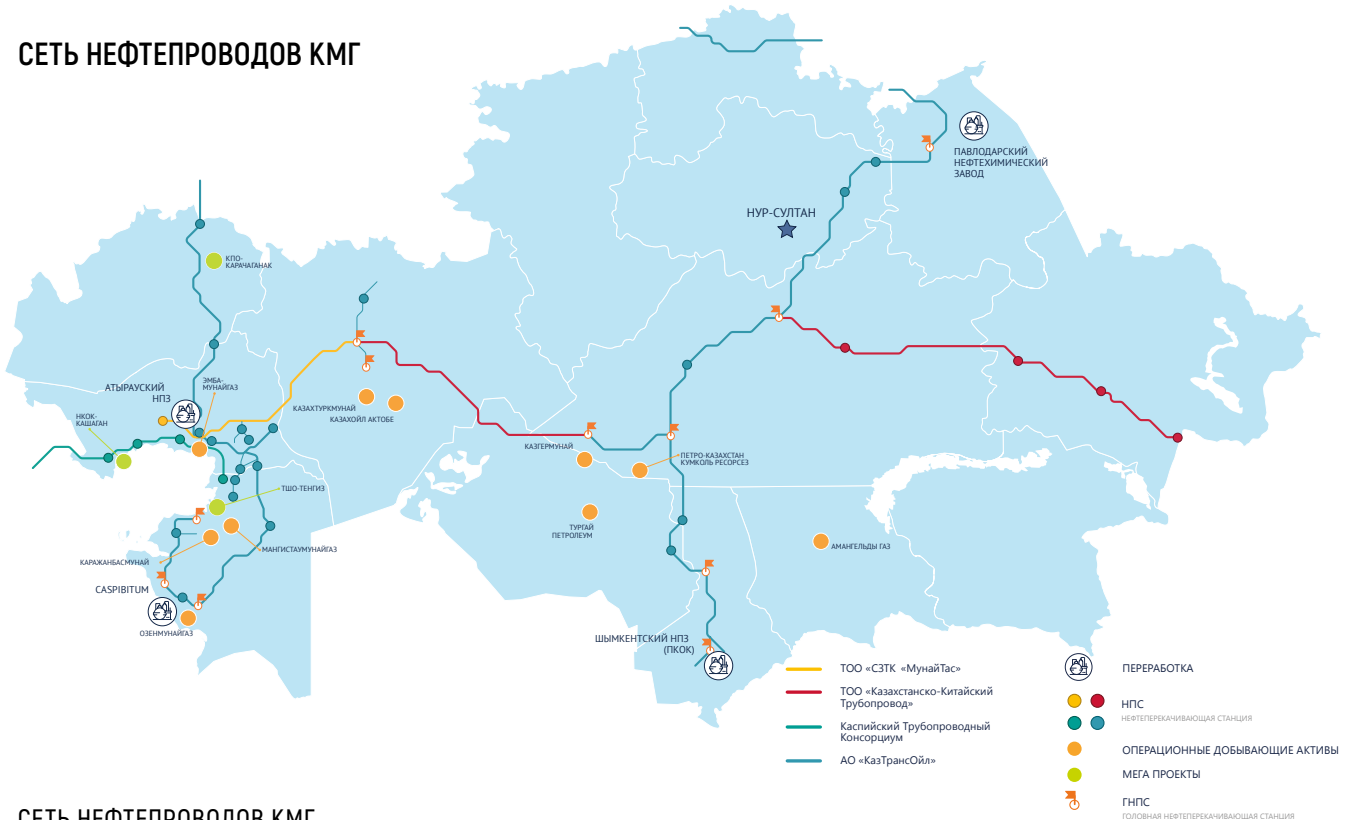 СЕТЬ НЕФТЕПРОВОДОВ КМГ
ПАВЛОДАРСКИЙ
НЕФТЕХИМИЧЕСКИЙ
ЗАВОД
НУР-СУЛТАН
КПО-
КАРАЧАГАНАК
АТЫРАУСКИЙ
НПЗ
ЭМБА-
МУНАЙГАЗ
НКОК-
КАШАГАН
КАЗАХТУРКМУНАЙ
КАЗАХОЙЛ АКТОБЕ
КАЗГЕРМУНАЙ
ПЕТРО-КАЗАХСТАН
КУМКОЛЬ РЕСОРСЕЗ
ТШО-ТЕНГИЗ
ТУРГАЙ
ПЕТРОЛЕУМ
МАНГИСТАУМУНАЙГАЗ
АМАНГЕЛЬДЫ ГАЗ
КАРАЖАНБАСМУНАЙ
CASPIBITUM
ОЗЕНМУНАЙГАЗ
ШЫМКЕНТСКИЙ НПЗ
(ПКОК)
ТОО «СЗТК «МунайТас»
ТОО «Казахстанско-Китайский
Трубопровод»
Каспийский Трубопроводный
Консорциум
АО «КазТрансОйл»
ПЕРЕРАБОТКА
НПС
НЕФТЕПЕРЕКАЧИВАЮЩАЯ СТАНЦИЯ
ОПЕРАЦИОННЫЕ ДОБЫВАЮЩИЕ АКТИВЫ
МЕГА ПРОЕКТЫ
ГНПС
ГОЛОВНАЯ НЕФТЕПЕРЕКАЧИВАЮЩАЯ СТАНЦИЯ
СЕТЬ НЕФТЕПРОВОДОВ КМГ